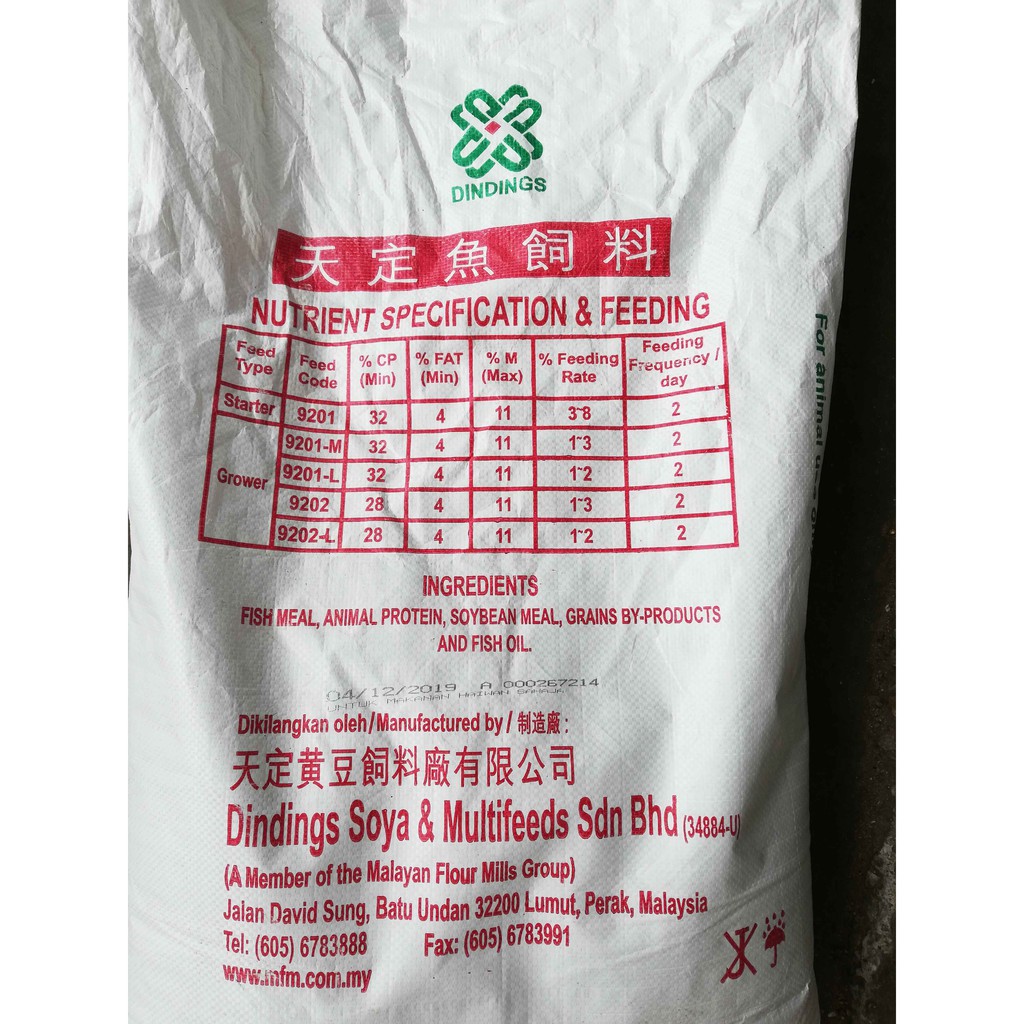 DINDINGS
天定魚飼料
NUTRIENT SPECIFICATION & FEEDING
Feed Type Feed Code % CP (Min) % FAT (Min) % M (Max) % Feeding Rate Feeding Frequency / day
Starter 9201 32 4 11 3~8 2
Grower 9201-M 32 4 11 1~3 2
9201-L 32 4 11 1~2 2
9202 28 4 11 1~3 2
9202-L 28 4 11 1~2 2
INGREDIENTS
FISH MEAL, ANIMAL PROTEIN, SOYBEAN MEAL, GRAINS BY-PRODUCTS
AND FISH OIL.
04/12/2019 A 000267214
UNTUK MAKANAN HAIWAN SAHAJA
Dikilangkan oleh/Manufactured by/制造廠:
天定黄豆飼料廠有限公司
Dindings Soya & Multifeeds Sdn Bhd (34884-U)
(A Member of the Malayan Flour Mills Group)
Jalan David Sung, Batu Undan 32200 Lumut, Perak, Malaysia
Tel: (605) 6783888 Fax: (605) 6783991
www.mfm.com.my
For animal use